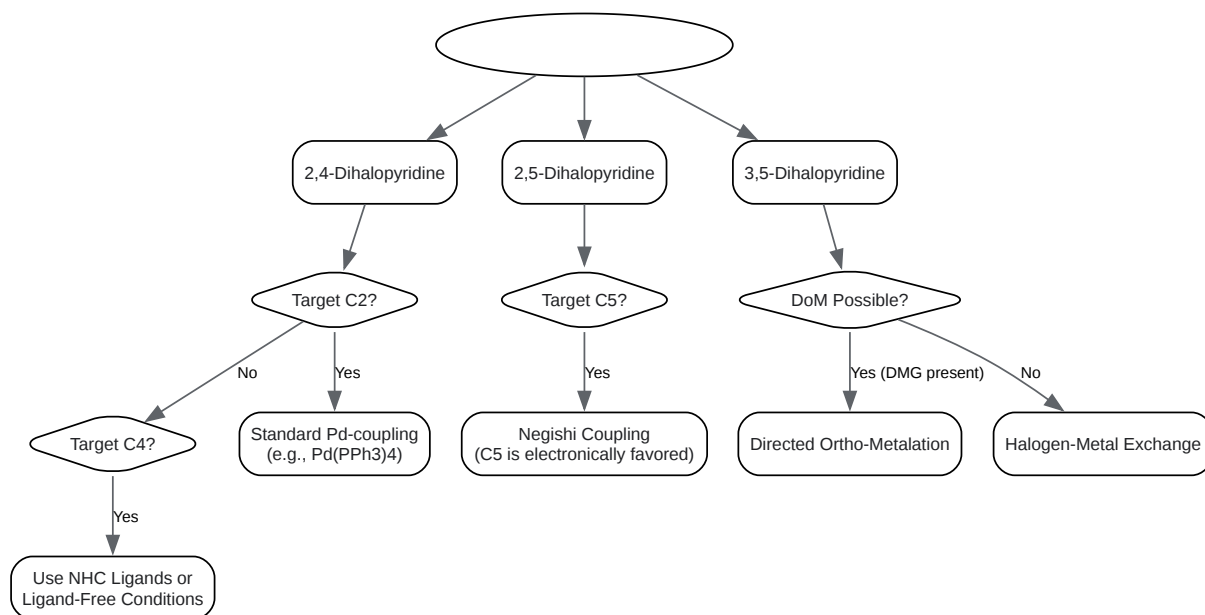 2,4-Dihalopyridine
2,5-Dihalopyridine
3,5-Dihalopyridine
Target C2?
Target C5?
DoM Possible?
No
Yes
Yes
Yes (DMG present)
No
Target C4?
Standard Pd-coupling
(e.g., Pd(PPh3)4)
Negishi Coupling
(C5 is electronically favored)
Directed Ortho-Metalation
Halogen-Metal Exchange
Yes
Use NHC Ligands or
Ligand-Free Conditions